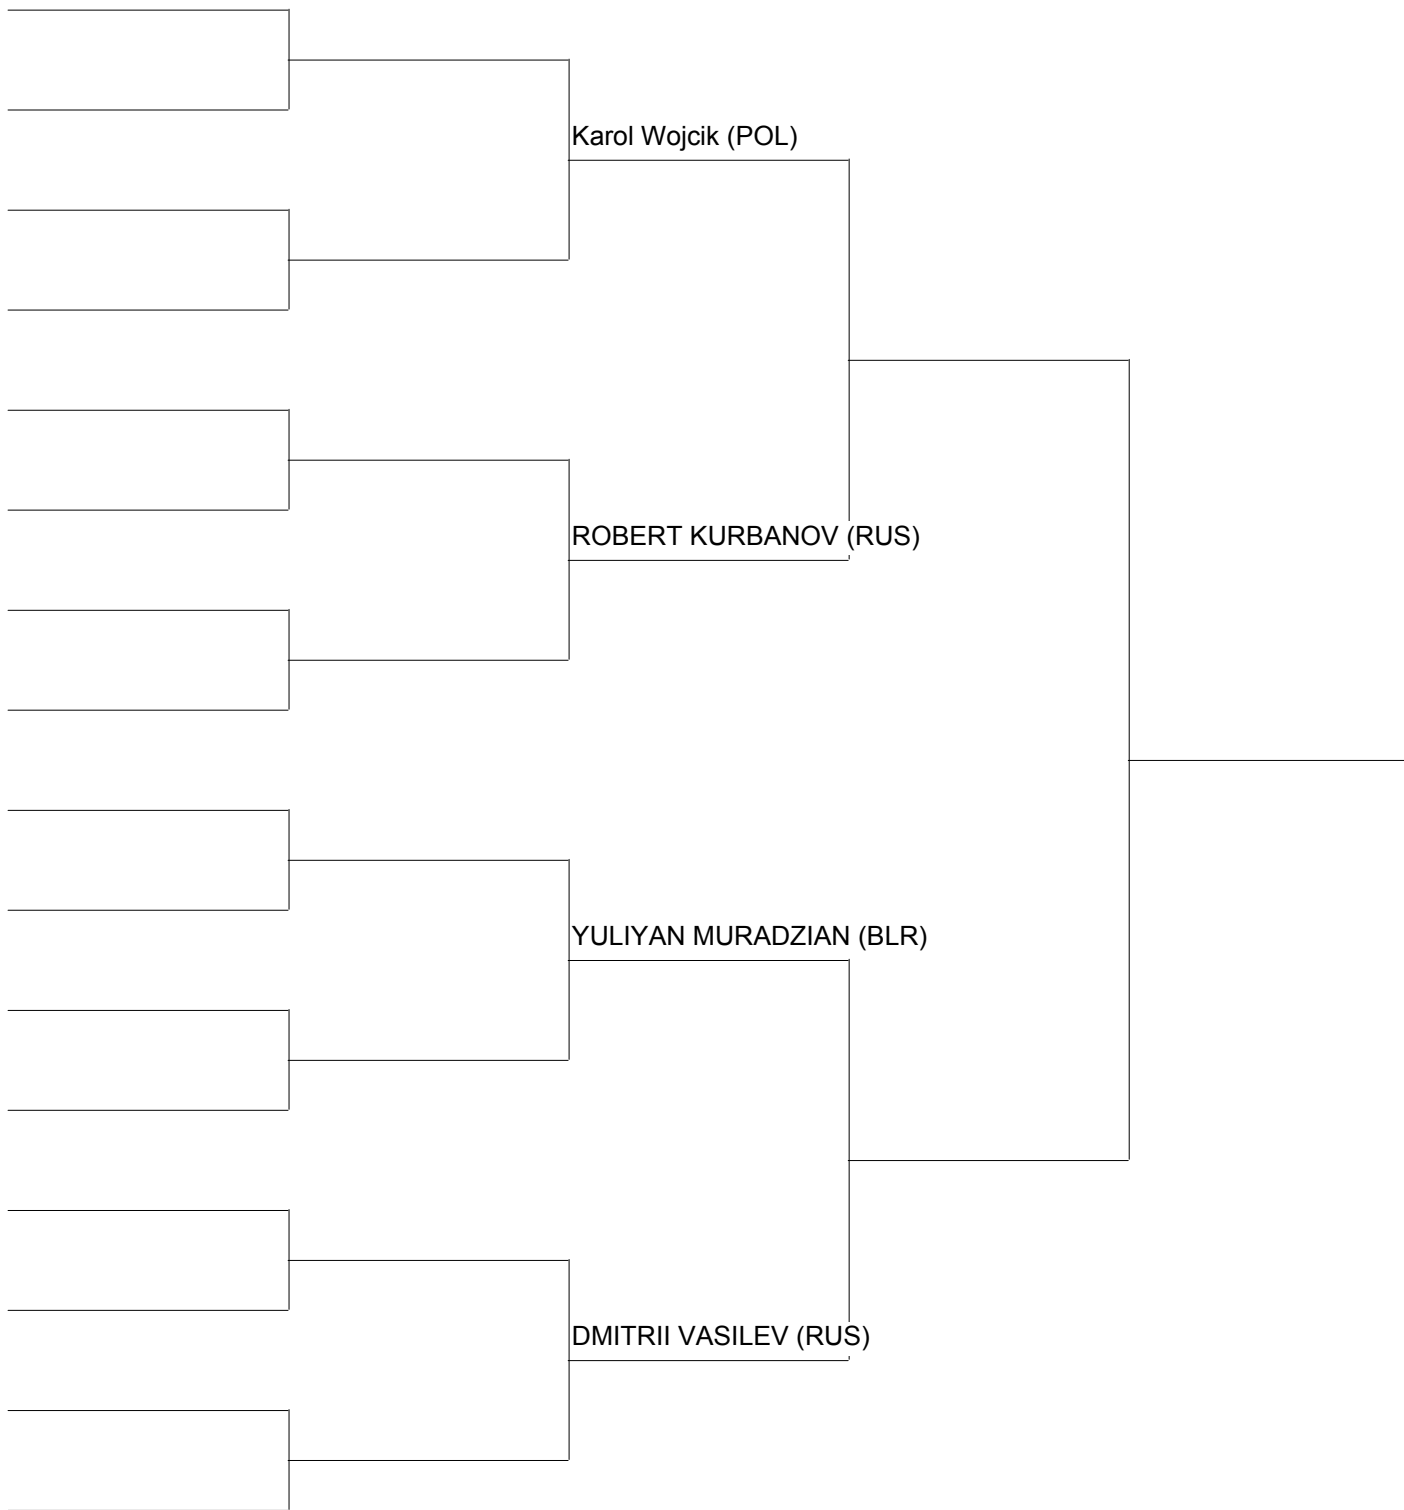 Karol Wojcik (POL)
ROBERT KURBANOV (RUS)
YULIYAN MURADZIAN (BLR)
DMITRII VASILEV (RUS)